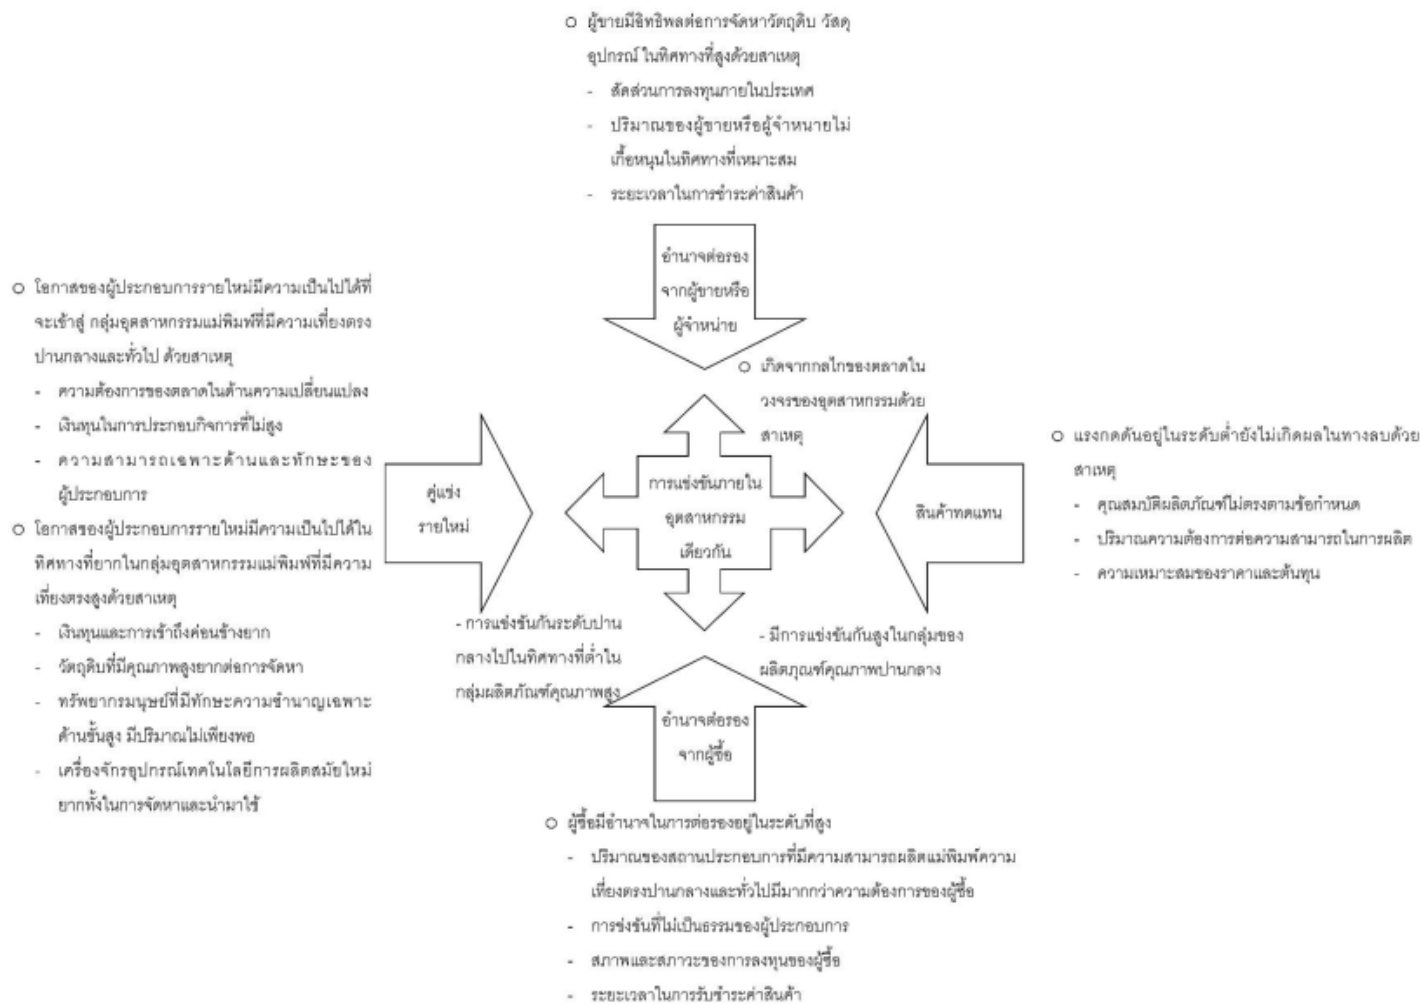 ○ ผู้ขายมีอิทธิพลต่อการจัดหาวัตถุดิบ วัสดุ
อุปกรณ์ ในทิศทางที่สูงด้วยสาเหตุ
- สัดส่วนการลงทุนภายในประเทศ
- ปริมาณของผู้ขายหรือผู้จำหน่ายไม่
เกื้อหนุนในทิศทางที่เหมาะสม
- ระยะเวลาในการชำระค่าสินค้า
อำนาจต่อรอง
จากผู้ขายหรือ
ผู้จำหน่าย
○ โอกาสของผู้ประกอบการรายใหม่มีความเป็นไปได้ที่
จะเข้าสู่ กลุ่มอุตสาหกรรมแม่พิมพ์ที่มีความเที่ยงตรง
ปานกลางและทั่วไป ด้วยสาเหตุ
- ความต้องการของตลาดในด้านความเปลี่ยนแปลง
- เงินทุนในการประกอบกิจการที่ไม่สูง
- ความสามารถเฉพาะด้านและทักษะของ
ผู้ประกอบการ
○ โอกาสของผู้ประกอบการรายใหม่มีความเป็นไปได้ใน
ทิศทางที่ยากในกลุ่มอุตสาหกรรมแม่พิมพ์ที่มีความ
เที่ยงตรงสูงด้วยสาเหตุ
- เงินทุนและการเข้าถึงค่อนข้างยาก
- วัตถุดิบที่มีคุณภาพสูงยากต่อการจัดหา
- ทรัพยากรมนุษย์ที่มีทักษะความชำนาญเฉพาะ
ด้านขั้นสูง มีปริมาณไม่เพียงพอ
- เครื่องจักรอุปกรณ์เทคโนโลยีการผลิตสมัยใหม่
ยากทั้งในการจัดหาและนำมาใช้
คู่แข่ง
รายใหม่
○ เกิดจากกลไกของตลาดใน
วงจรของอุตสาหกรรมด้วย
สาเหตุ
การแข่งขันภายใน
อุตสาหกรรม
เดียวกัน
- การแข่งขันกันระดับปาน
กลางไปในทิศทางที่ต่ำใน
กลุ่มผลิตภัณฑ์คุณภาพสูง
- มีการแข่งขันกันสูงในกลุ่มของ
ผลิตภุณฑ์คุณภาพปานกลาง
สินค้าทดแทน
○ แรงกดดันอยู่ในระดับต่ำยังไม่เกิดผลในทางลบด้วย
สาเหตุ
- คุณสมบัติผลิตภัณฑ์ไม่ตรงตามข้อกำหนด
- ปริมาณความต้องการต่อความสามารถในการผลิต
- ความเหมาะสมของราคาและต้นทุน
อำนาจต่อรอง
จากผู้ซื้อ
○ ผู้ซื้อมีอำนาจในการต่อรองอยู่ในระดับที่สูง
- ปริมาณของสถานประกอบการที่มีความสามารถผลิตแม่พิมพ์ความ
เที่ยงตรงปานกลางและทั่วไปมีมากกว่าความต้องการของผู้ซื้อ
- การช่งขันที่ไม่เป็นธรรมของผู้ประกอบการ
- สภาพและสภาวะของการลงทุนของผู้ซื้อ
- ระยะเวลาในการรับชำระค่าสินค้า